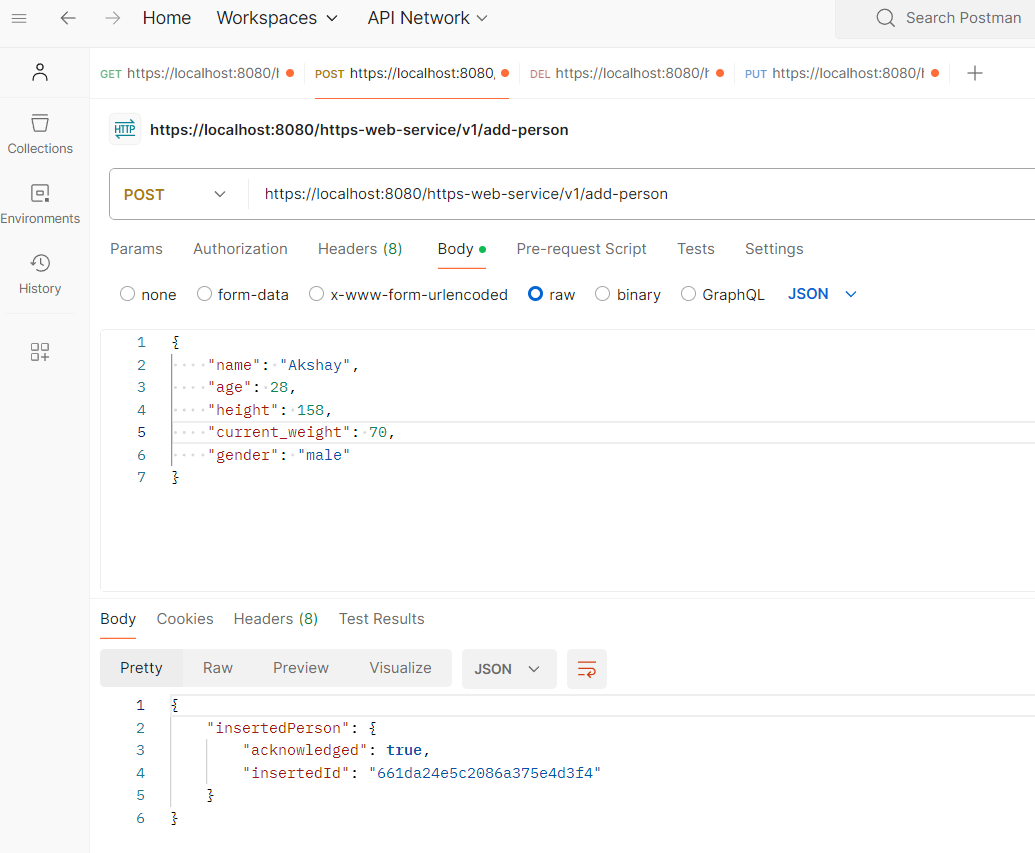 Home Workspaces API Network Search Postman
GET https://localhost:8080/h POST https://localhost:8080, DEL https://localhost:8080/h PUT https://localhost:8080/h
HTTP https://localhost:8080/https-web-service/v1/add-person
Collections
Environments
History
POST https://localhost:8080/https-web-service/v1/add-person
Params Authorization Headers (8) Body Pre-request Script Tests Settings
none form-data x-www-form-urlencoded raw binary GraphQL JSON
1 {
2 "name": "Akshay",
3 "age": 28,
4 "height": 158,
5 "current_weight": 70,
6 "gender": "male"
7 }
Body Cookies Headers (8) Test Results
Pretty Raw Preview Visualize JSON
1 {
2 "insertedPerson": {
3 "acknowledged": true,
4 "insertedId": "661da24e5c2086a375e4d3f4"
5 }
6 }